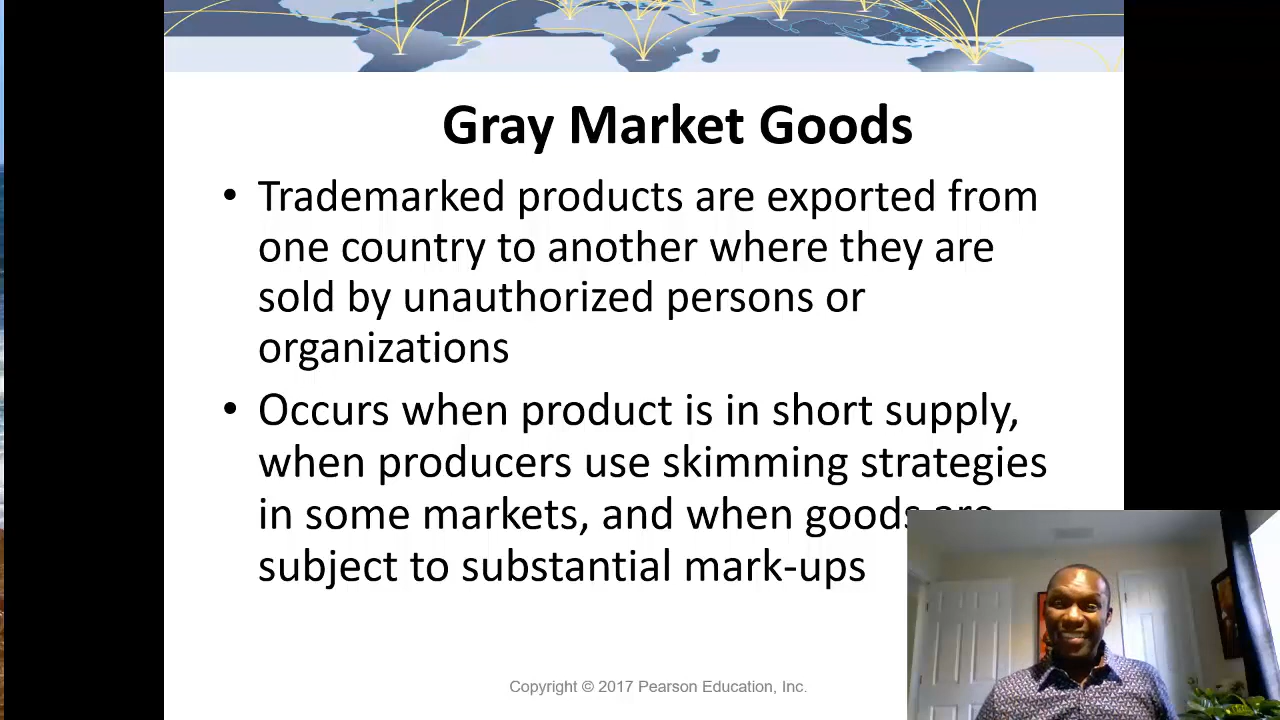 Gray Market Goods
• Trademarked products are exported from
one country to another where they are
sold by unauthorized persons or
organizations
• Occurs when product is in short supply,
when producers use skimming strategies
in some markets, and when goods are
subject to substantial mark-ups
Copyright © 2017 Pearson Education, Inc.